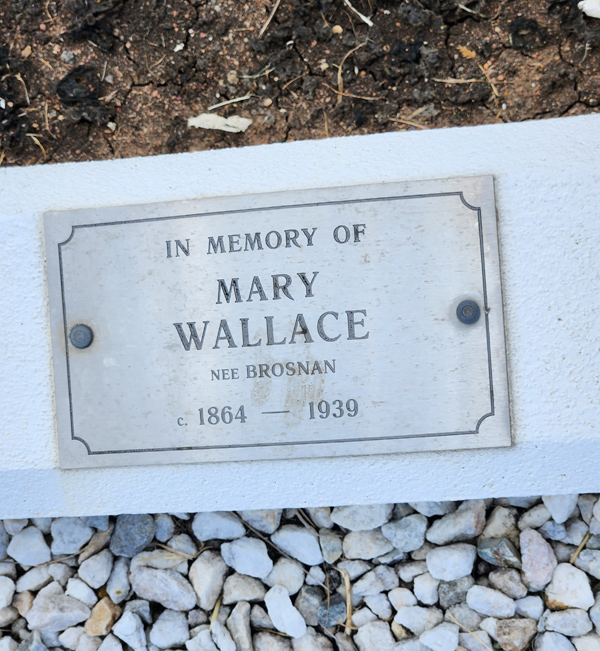 IN MEMORY OF
MARY
WALLACE
NEE BROSNAN
c. 1864 — 1939